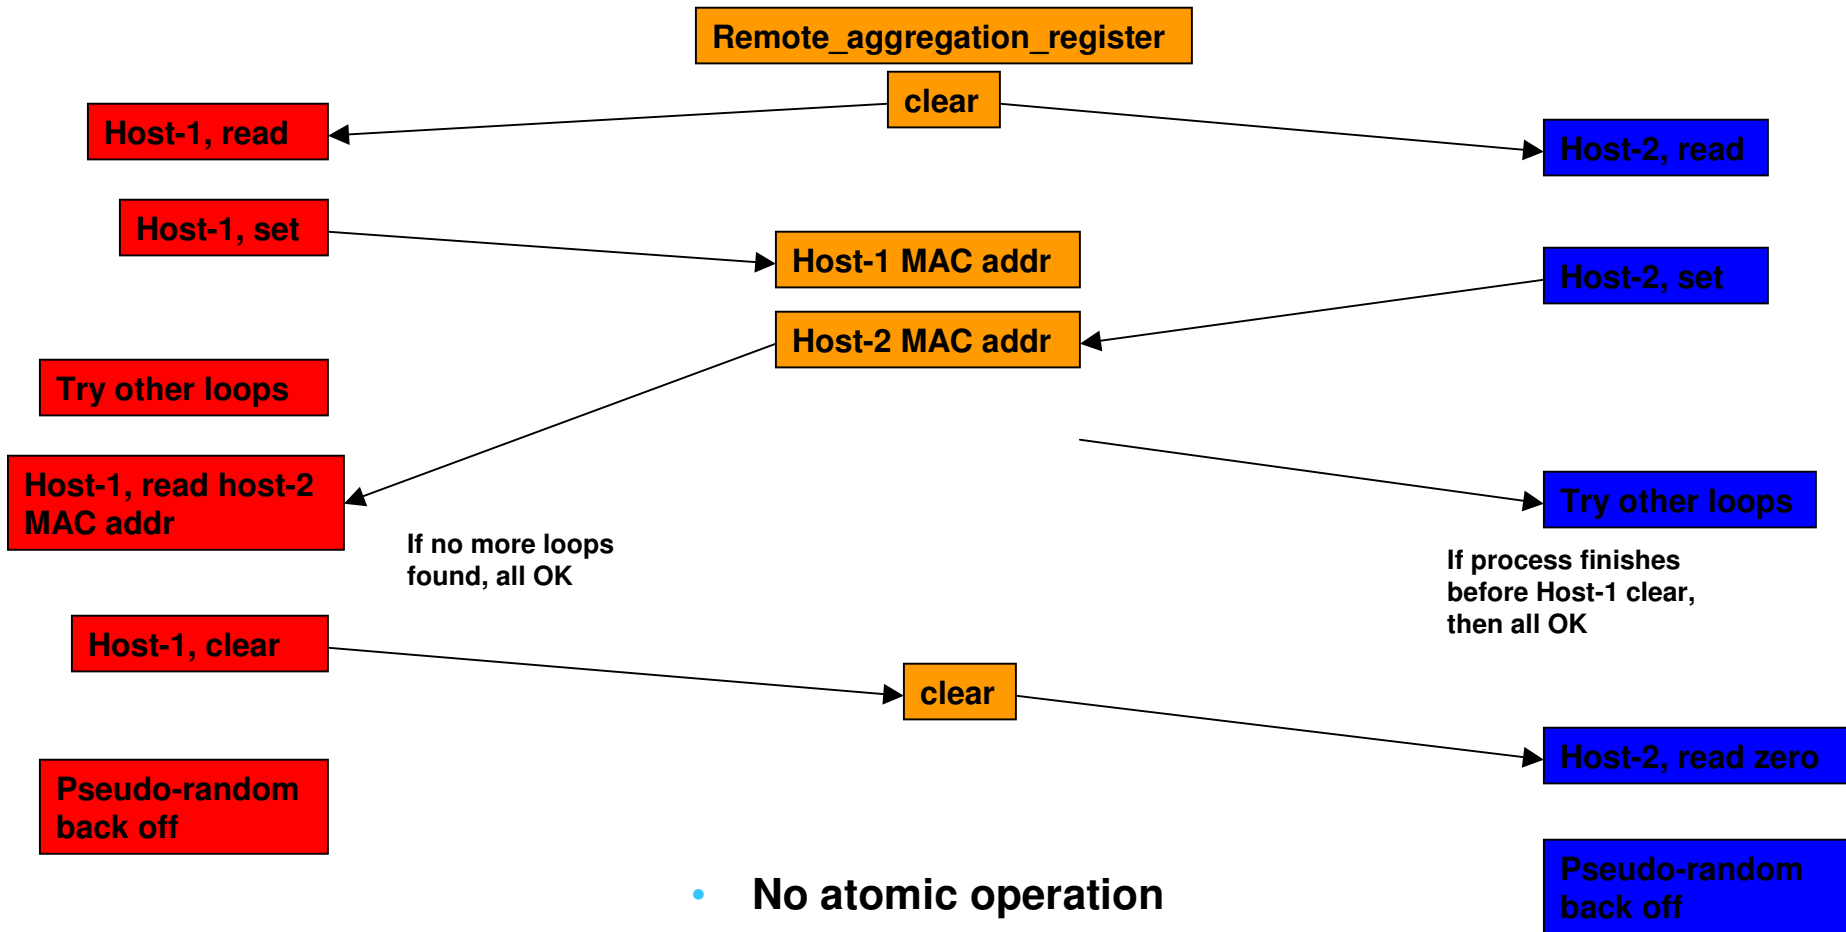 Remote_aggregation_register
clear
Host-1, read
Host-2, read
Host-1, set
Host-1 MAC addr
Host-2, set
Host-2 MAC addr
Try other loops
Host-1, read host-2
MAC addr
Try other loops
If no more loops
found, all OK
If process finishes
before Host-1 clear,
then all OK
Host-1, clear
clear
Host-2, read zero
Pseudo-random
back off
Pseudo-random
back off
• No atomic operation